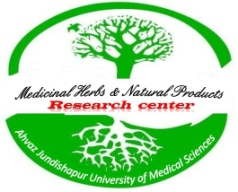 Medicinal Herbs & Natural Products
Research center
Ahvaz Jundishapur University of Medical Sciences